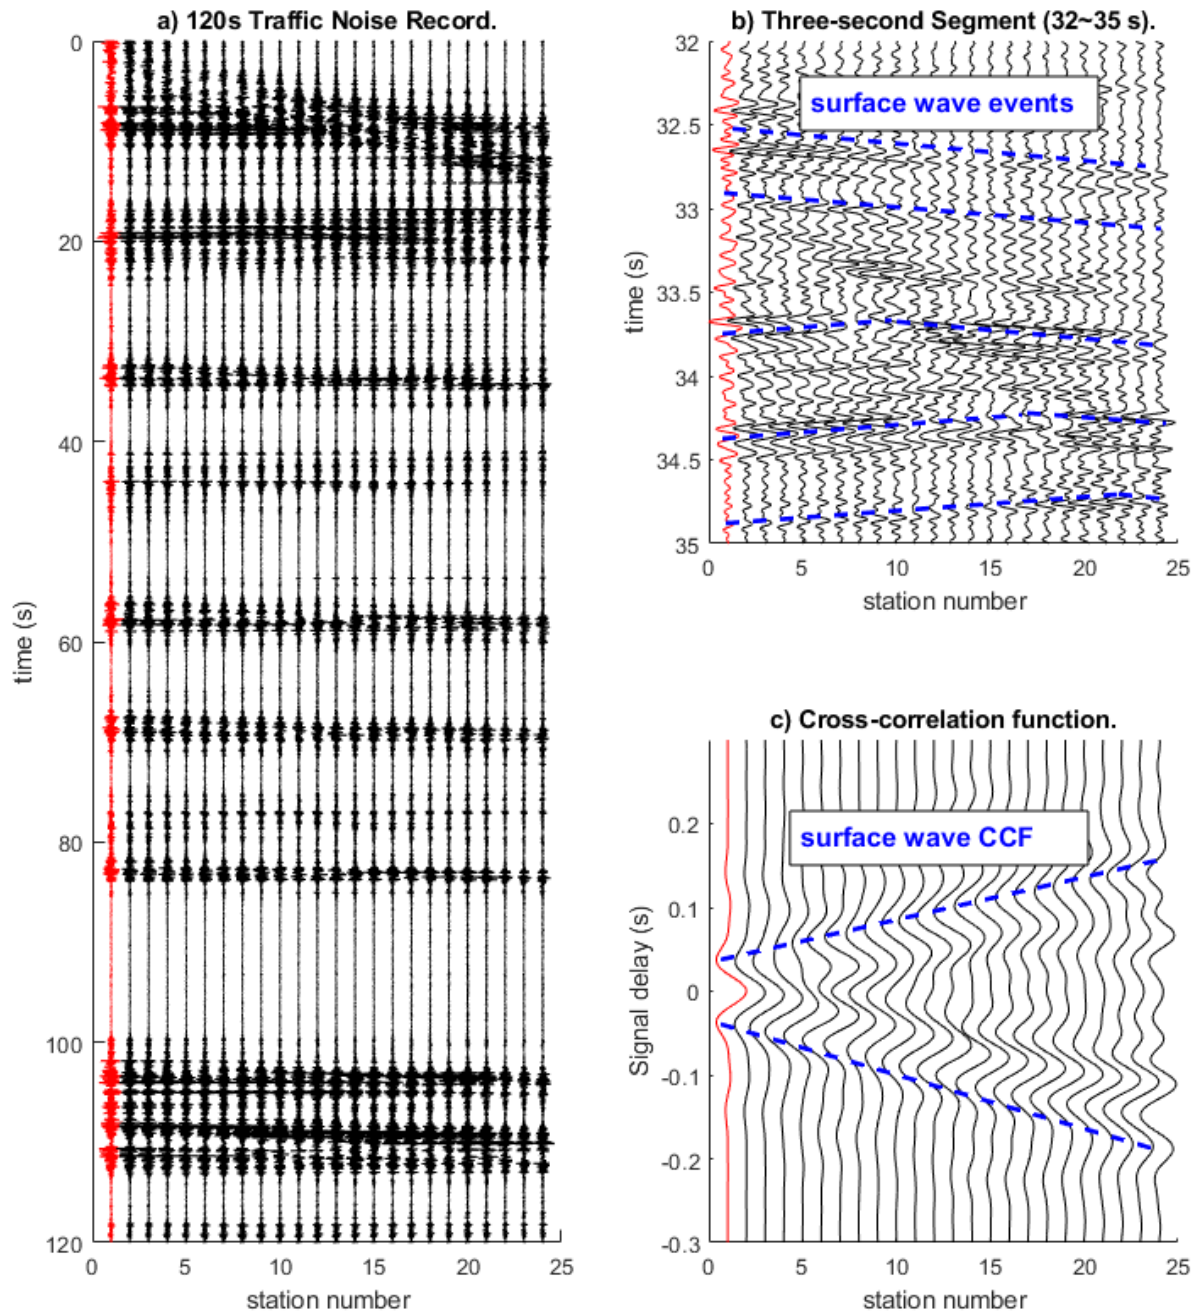 a) 120s Traffic Noise Record.
0
20
40
60
80
100
120
time (s)
0 5 10 15 20 25
station number
b) Three-second Segment (32~35 s).
32
32.5
33
33.5
34
34.5
35
time (s)
surface wave events
0 5 10 15 20 25
station number
c) Cross-correlation function.
0.2
0.1
0
-0.1
-0.2
-0.3
Signal delay (s)
surface wave CCF
0 5 10 15 20 25
station number